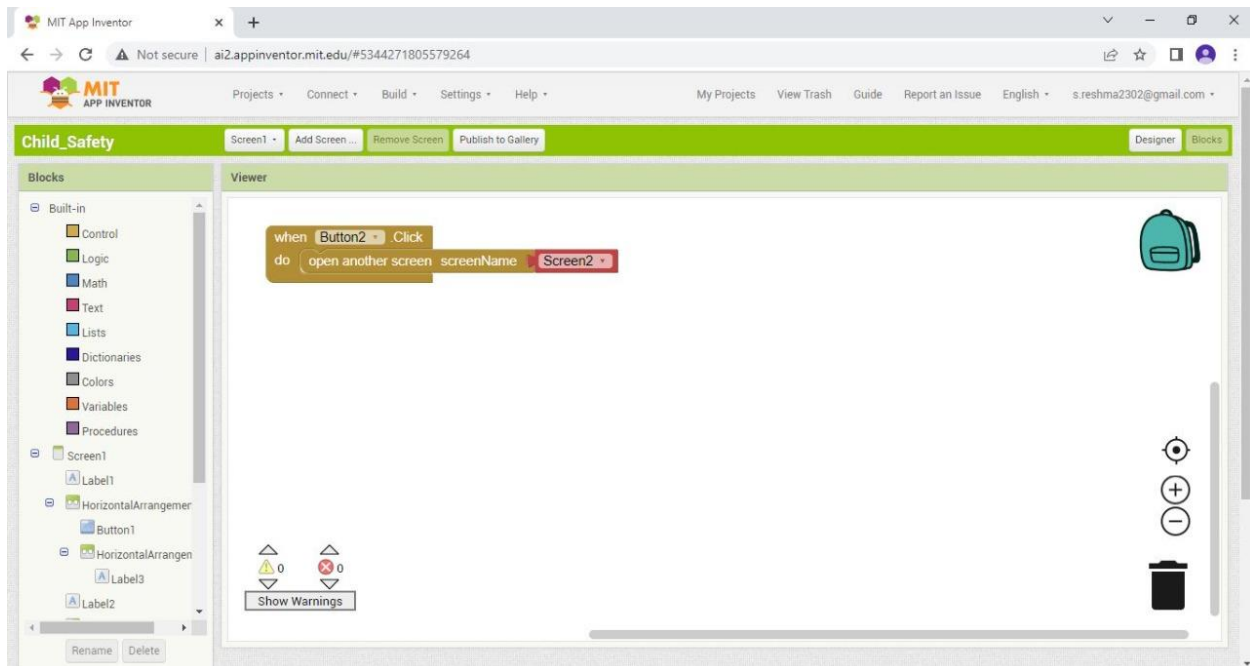 MIT App Inventor
Not secure ai2.appinventor.mit.edu/#5344271805579264
MIT
APP INVENTOR
Projects Connect Build Settings Help My Projects View Trash Guide Report an Issue English s.reshma2302@gmail.com
Child_Safety Screen1 Add Screen ... Remove Screen Publish to Gallery Designer Blocks
Blocks Viewer
Built-in
Control
Logic
Math
Text
Lists
Dictionaries
Colors
Variables
Procedures
Screen1
Label1
HorizontalArrangemen
Button1
HorizontalArrangen
Label3
Label2
Rename Delete
when Button2 .Click
do open another screen screenName Screen2
0 0
Show Warnings